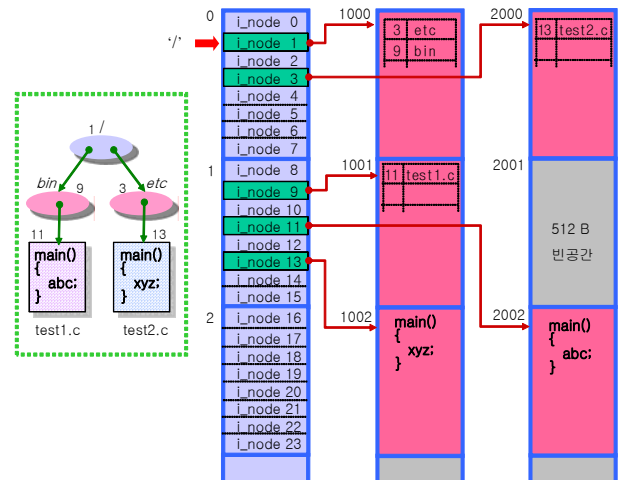 '/'
1 /
bin 9
3 etc
11
13
main()
{
abc;
}
main()
{
xyz;
}
test1.c
test2.c
0
i_node 0
i_node 1
i_node 2
i_node 3
i_node 4
i_node 5
i_node 6
i_node 7
1
i_node 8
i_node 9
i_node 10
i_node 11
i_node 12
i_node 13
i_node 14
i_node 15
2
i_node 16
i_node 17
i_node 18
i_node 19
i_node 20
i_node 21
i_node 22
i_node 23
1000
3 etc
9 bin
1001
11 test1.c
1002
main()
{
xyz;
}
2000
13 test2.c
2001
512 B
빈공간
2002
main()
{
abc;
}